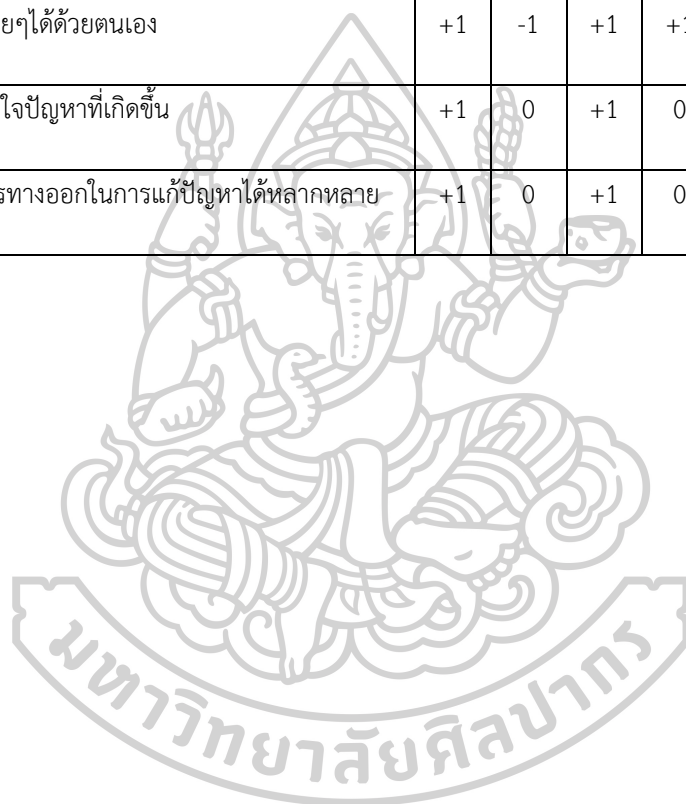 ยๆได้ด้วยตนเอง +1 -1 +1 +1
ใจปัญหาที่เกิดขึ้น +1 0 +1 0
รทางออกในการแก้ปัญหาได้หลากหลาย +1 0 +1 0
มหาวิทยาลัยศิลปากร